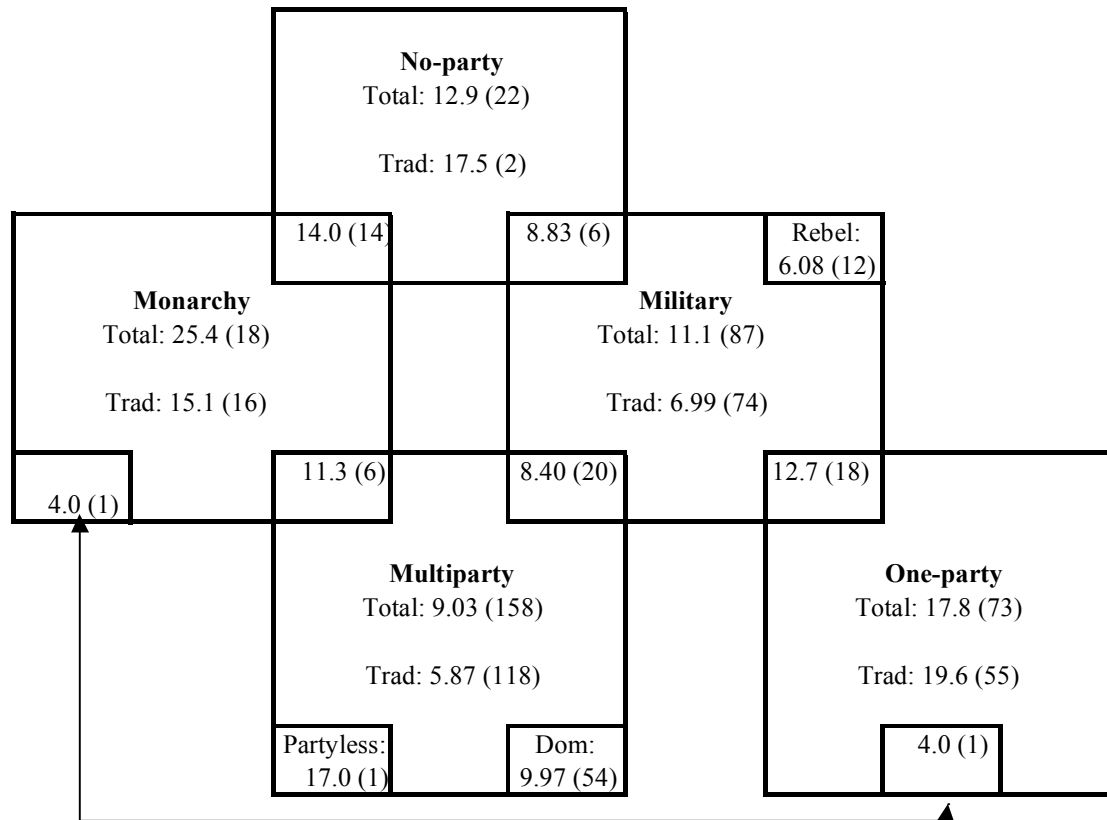 No-party
Total: 12.9 (22)
Trad: 17.5 (2)
14.0 (14)
8.83 (6)
Rebel:
6.08 (12)
Monarchy
Total: 25.4 (18)
Trad: 15.1 (16)
Military
Total: 11.1 (87)
Trad: 6.99 (74)
4.0 (1)
11.3 (6)
8.40 (20)
12.7 (18)
Multiparty
Total: 9.03 (158)
Trad: 5.87 (118)
One-party
Total: 17.8 (73)
Trad: 19.6 (55)
Partyless:
17.0 (1)
Dom:
9.97 (54)
4.0 (1)